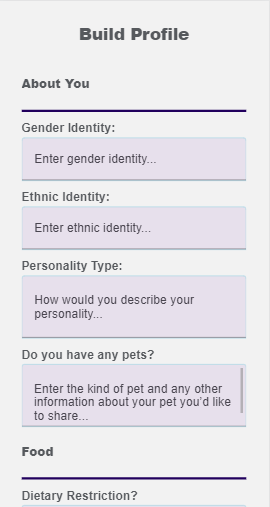 Build Profile
About You
Gender Identity:
Enter gender identity...
Ethnic Identity:
Enter ethnic identity...
Personality Type:
How would you describe your
personality...
Do you have any pets?
Enter the kind of pet and any other
information about your pet you'd like
to share...
Food
Dietary Restriction?